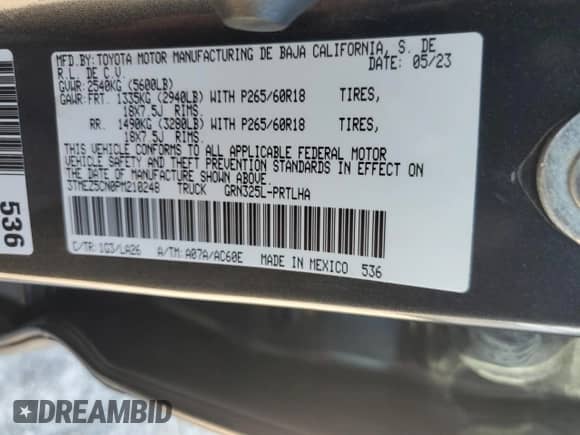 MFD.BY:TOYOTA MOTOR MANUFACTURING DE BAJA CALIFORNIA, S. DE
R.L. DE C.V. DATE: 05/23
GVWR:2540KG (5600LB)
GAWR:FRT. 1335KG (2940LB) WITH P265/60R18 TIRES,
18X7.5J RIMS.
RR. 1490KG (3280LB) WITH P265/60R18 TIRES,
18X7.5J RIMS.
THIS VEHICLE CONFORMS TO ALL APPLICABLE FEDERAL MOTOR
VEHICLE SAFETY AND THEFT PREVENTION STANDARDS IN EFFECT
ON THE DATE OF MANUFACTURE SHOWN ABOVE.
3TMEZ5CN0PM210248 TRUCK GRN325L-PRTLHA
C/TR:1G3/LA26 A/TM:A07A/AC60E MADE IN MEXICO 536
536
DREAMBID